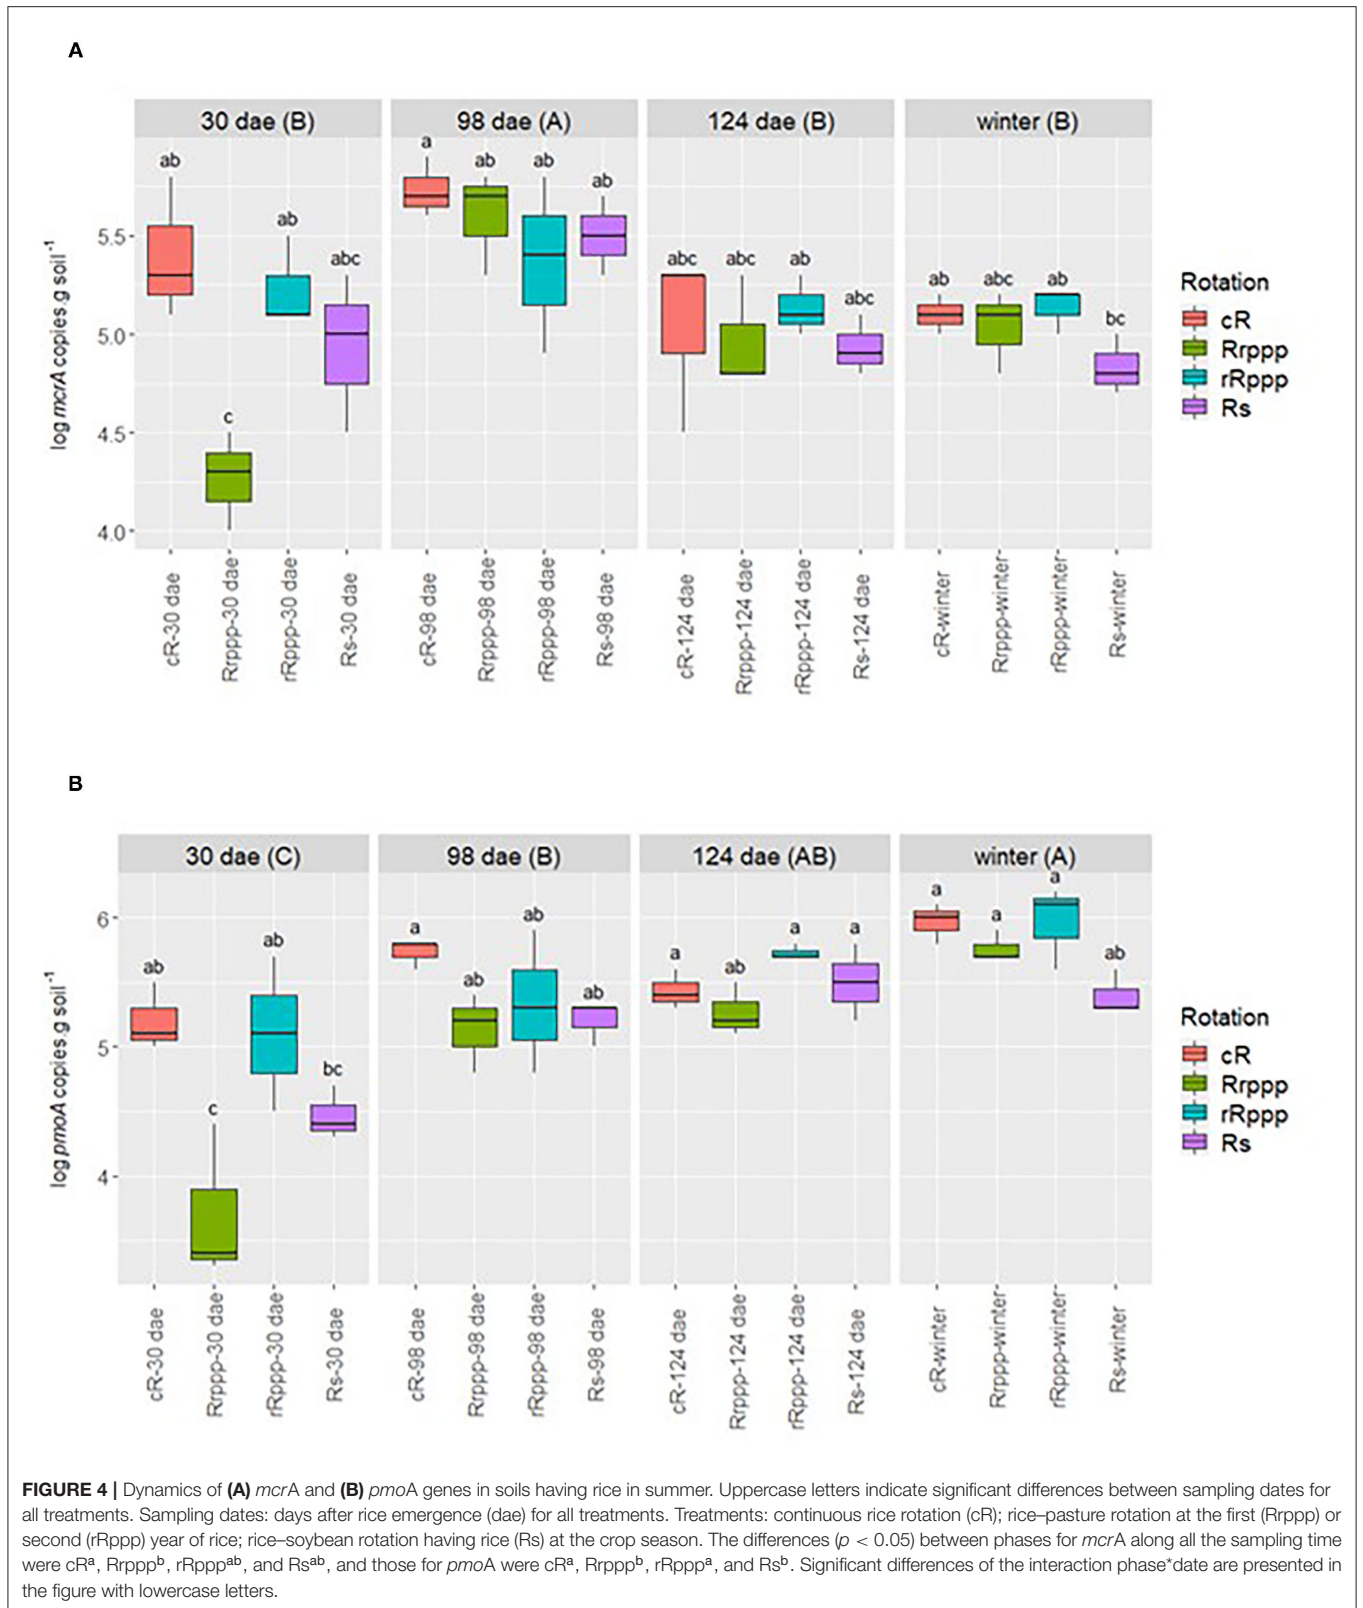 A
30 dae (B) 98 dae (A) 124 dae (B) winter (B)
ab c ab abc
a ab ab ab
abc abc ab abc
ab abc ab bc
log mcrA copies.g soil⁻¹
5.5
5.0
4.5
4.0
cR-30 dae Rrppp-30 dae rRppp-30 dae Rs-30 dae
cR-98 dae Rrppp-98 dae rRppp-98 dae Rs-98 dae
cR-124 dae Rrppp-124 dae rRppp-124 dae Rs-124 dae
cR-winter Rrppp-winter rRppp-winter Rs-winter
Rotation
cR
Rrppp
rRppp
Rs
B
30 dae (C) 98 dae (B) 124 dae (AB) winter (A)
ab c ab bc
a ab ab ab
a ab a a
a a a ab
log pmoA copies.g soil⁻¹
6
5
4
cR-30 dae Rrppp-30 dae rRppp-30 dae Rs-30 dae
cR-98 dae Rrppp-98 dae rRppp-98 dae Rs-98 dae
cR-124 dae Rrppp-124 dae rRppp-124 dae Rs-124 dae
cR-winter Rrppp-winter rRppp-winter Rs-winter
Rotation
cR
Rrppp
rRppp
Rs
FIGURE 4 | Dynamics of (A) mcrA and (B) pmoA genes in soils having rice in summer. Uppercase letters indicate significant differences between sampling dates for
all treatments. Sampling dates: days after rice emergence (dae) for all treatments. Treatments: continuous rice rotation (cR); rice–pasture rotation at the first (Rrppp) or
second (rRppp) year of rice; rice–soybean rotation having rice (Rs) at the crop season. The differences (p < 0.05) between phases for mcrA along all the sampling time
were cRᵃ, Rrpppᵇ, rRpppᵃᵇ, and Rsᵃᵇ, and those for pmoA were cRᵃ, Rrpppᵇ, rRpppᵃ, and Rsᵇ. Significant differences of the interaction phase*date are presented in
the figure with lowercase letters.